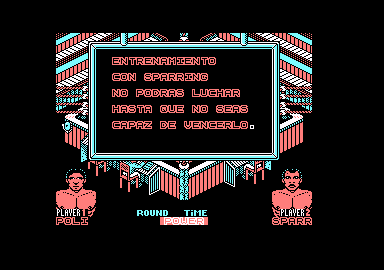 ENTRENAMIENTO
CON SPARRING
NO PODRAS LUCHAR
HASTA QUE NO SEAS
CAPAZ DE VENCERLO.
PLAYER 1
POLI
ROUND TiME
POWER
PLAYER 2
SPARR